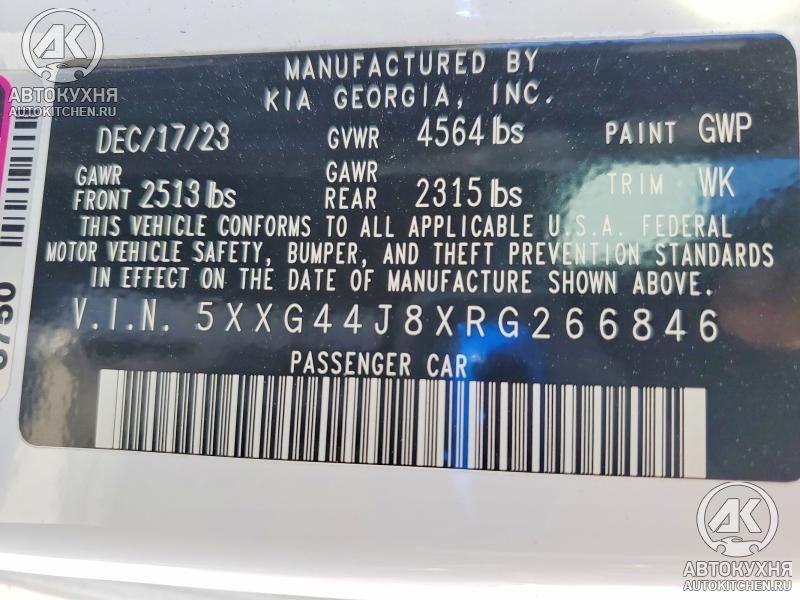 АК
АВТОКУХНЯ
AUTOKITCHEN.RU
MANUFACTURED BY
KIA GEORGIA, INC.
DEC/17/23 GVWR 4564 lbs PAINT GWP
GAWR FRONT 2513 lbs GAWR REAR 2315 lbs TRIM WK
THIS VEHICLE CONFORMS TO ALL APPLICABLE U.S.A. FEDERAL
MOTOR VEHICLE SAFETY, BUMPER, AND THEFT PREVENTION STANDARDS
IN EFFECT ON THE DATE OF MANUFACTURE SHOWN ABOVE.
V.I.N. 5XXG44J8XRG266846
PASSENGER CAR
АК
АВТОКУХНЯ
AUTOKITCHEN.RU